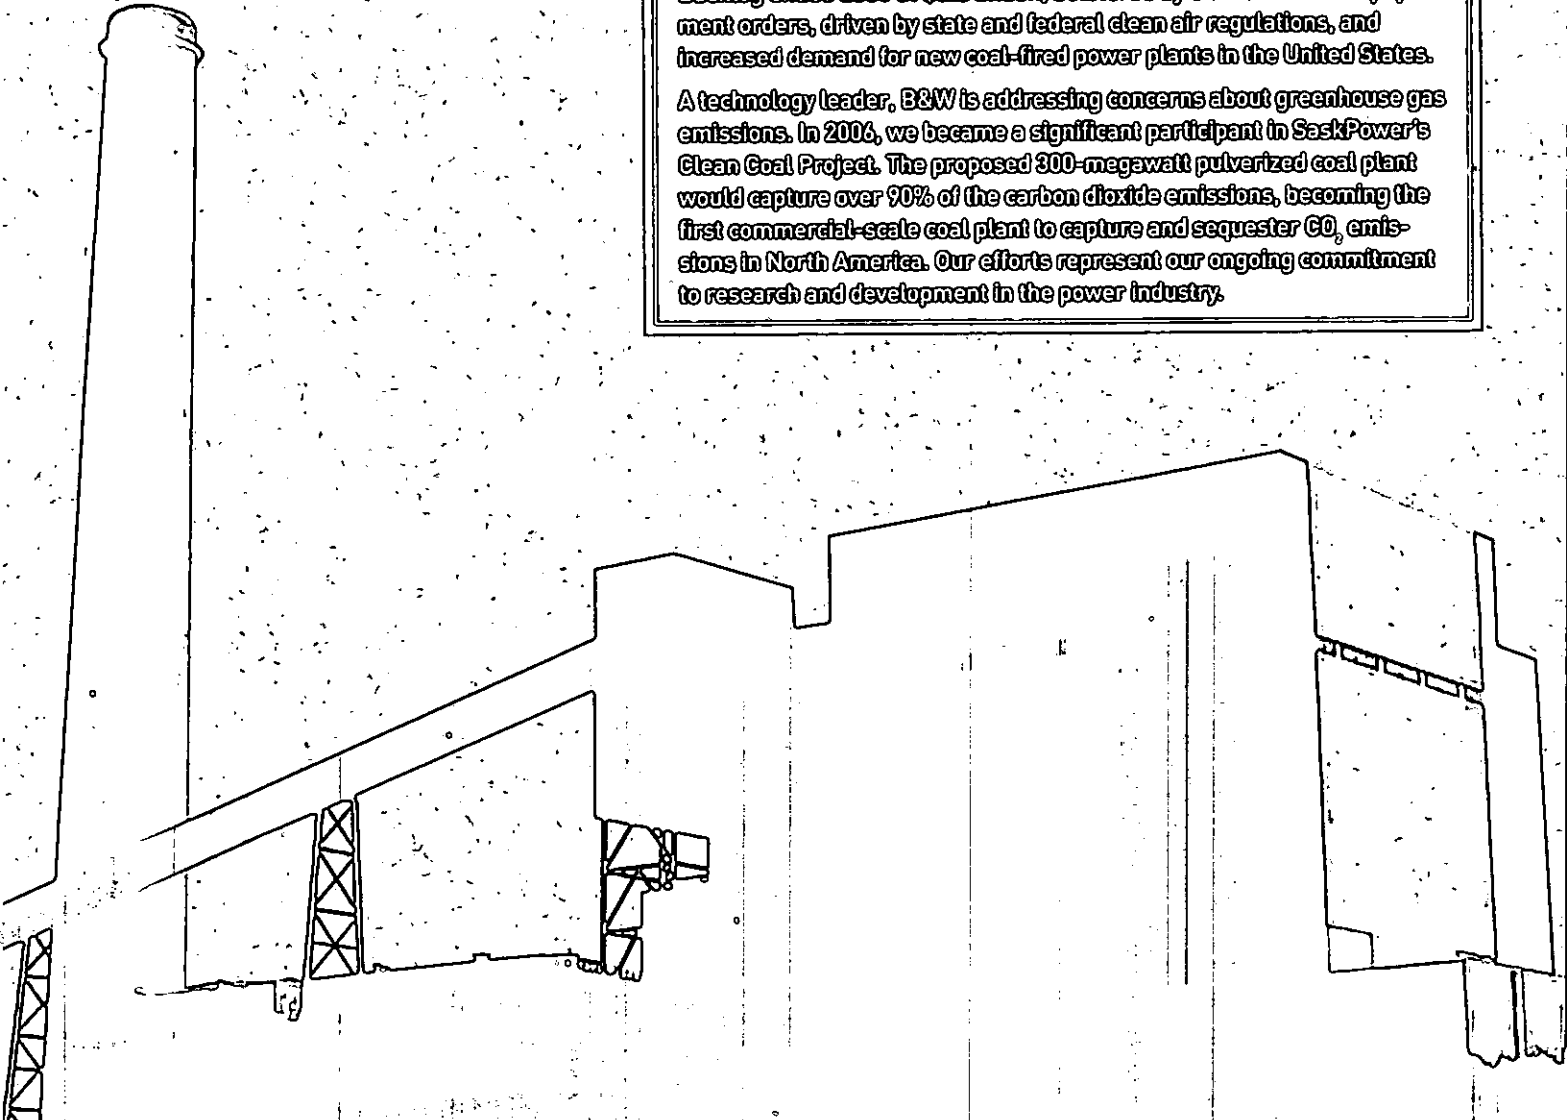 ment orders, driven by state and federal clean air regulations, and
increased demand for new coal-fired power plants in the United States.
A technology leader, B&W is addressing concerns about greenhouse gas
emissions. In 2006, we became a significant participant in SaskPower's
Clean Coal Project. The proposed 300-megawatt pulverized coal plant
would capture over 90% of the carbon dioxide emissions, becoming the
first commercial-scale coal plant to capture and sequester CO₂ emis-
sions in North America. Our efforts represent our ongoing commitment
to research and development in the power industry.